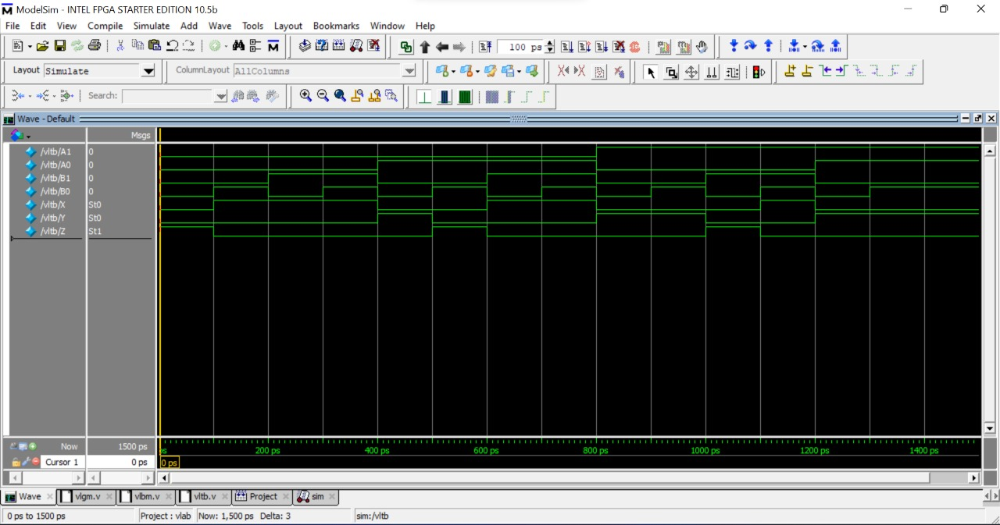 ModelSim - INTEL FPGA STARTER EDITION 10.5b
File Edit View Compile Simulate Add Wave Tools Layout Bookmarks Window Help
100 ps
Layout Simulate ColumnLayout AllColumns
Search:
Wave - Default
Msgs
/vltb/A1 0
/vltb/A0 0
/vltb/B1 0
/vltb/B0 0
/vltb/X St0
/vltb/Y St0
/vltb/Z St1
Now 1500 ps ps 200 ps 400 ps 600 ps 800 ps 1000 ps 1200 ps 1400 ps
Cursor 1 0 ps 0 ps
Wave vlgm.v vlbm.v vltb.v Project sim
0 ps to 1500 ps Project : vlab Now: 1,500 ps Delta: 3 sim:/vltb